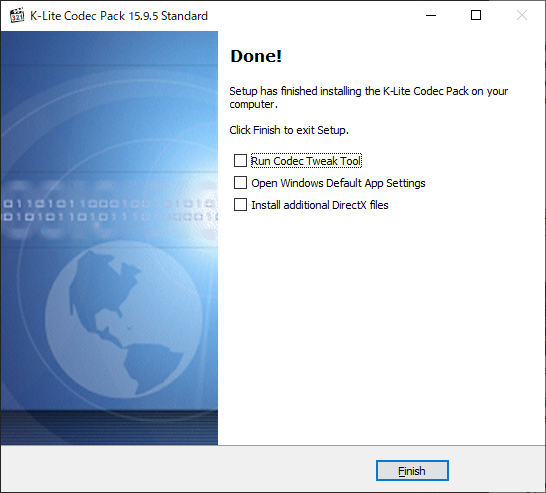 K-Lite Codec Pack 15.9.5 Standard
Done!
Setup has finished installing the K-Lite Codec Pack on your
computer.
Click Finish to exit Setup.
Run Codec Tweak Tool
Open Windows Default App Settings
Install additional DirectX files
Finish